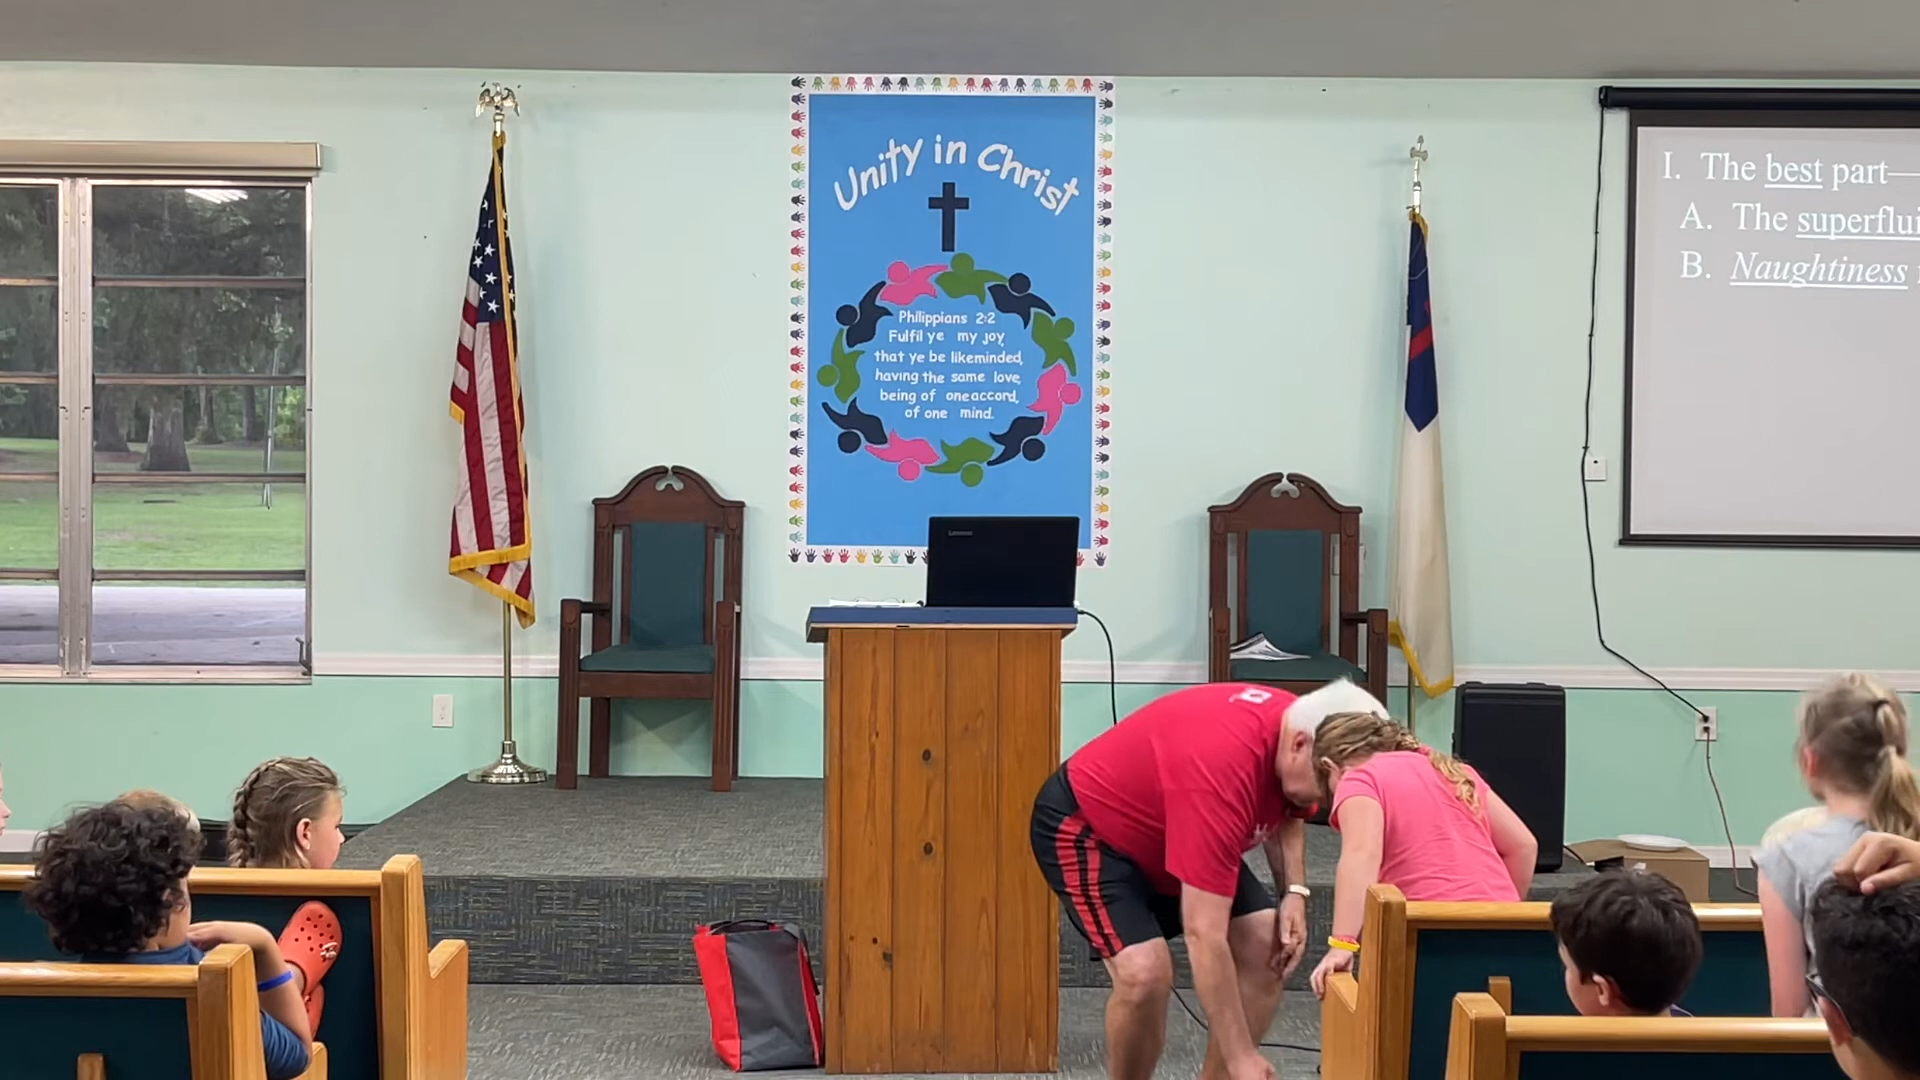 Unity in Christ
Philippians 2:2
Fulfil ye my joy,
that ye be likeminded,
having the same love,
being of one accord,
of one mind.
I. The best part—
A. The
B. Naughtiness
Lenovo